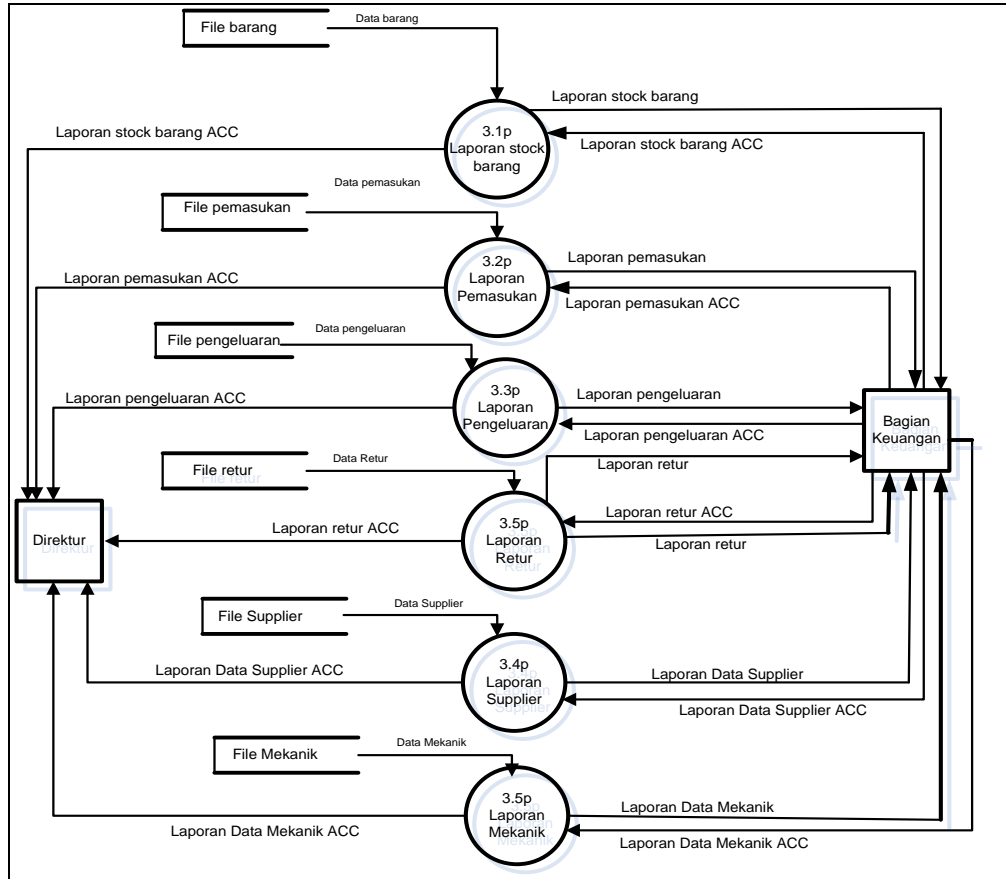 File barang
Data barang
Laporan stock barang
Laporan stock barang ACC
3.1p
Laporan stock
barang
Laporan stock barang ACC
File pemasukan
Data pemasukan
3.2p
Laporan
Pemasukan
Laporan pemasukan
Laporan pemasukan ACC
Laporan pemasukan ACC
File pengeluaran
Data pengeluaran
3.3p
Laporan
Pengeluaran
Laporan pengeluaran ACC
Laporan pengeluaran
Laporan pengeluaran ACC
Bagian
Keuangan
File retur
Data Retur
Laporan retur
3.5p
Laporan
Retur
Laporan retur ACC
Laporan retur ACC
Laporan retur
Direktur
File Supplier
Data Supplier
3.4p
Laporan
Supplier
Laporan Data Supplier ACC
Laporan Data Supplier
Laporan Data Supplier ACC
File Mekanik
Data Mekanik
3.5p
Laporan
Mekanik
Laporan Data Mekanik ACC
Laporan Data Mekanik
Laporan Data Mekanik ACC